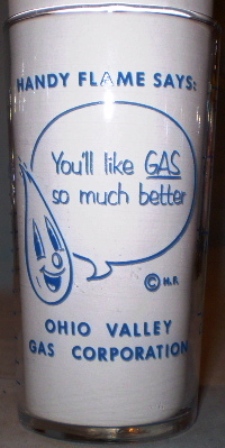 HANDY FLAME SAYS:
You'll like GAS
so much better
© H.F.
OHIO VALLEY
GAS CORPORATION